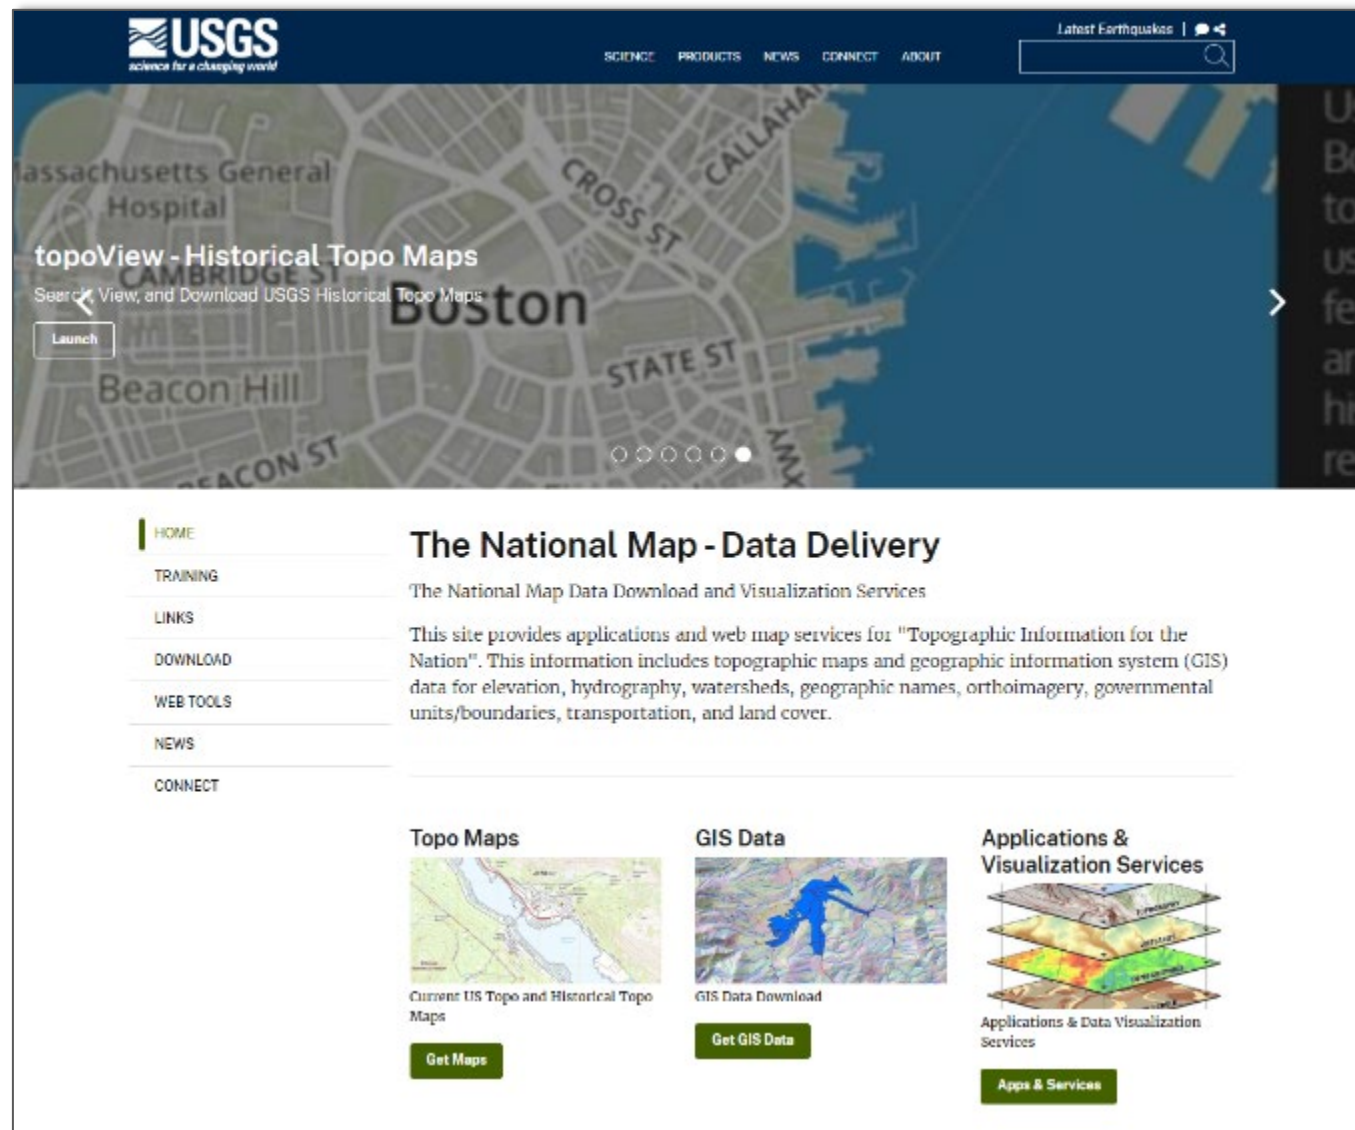 USGS
science for a changing world
Latest Earthquakes |
SCIENCE PRODUCTS NEWS CONNECT ABOUT
Massachusetts General
Hospital
CROSS ST
CALLAHA
topoView - Historical Topo Maps
CAMBRIDGE ST
Search, View, and Download USGS Historical Topo Maps
Boston
Launch
STATE ST
Beacon Hill
BEACON ST
XWY
HOME
TRAINING
LINKS
DOWNLOAD
WEB TOOLS
NEWS
CONNECT
The National Map - Data Delivery
The National Map Data Download and Visualization Services
This site provides applications and web map services for "Topographic Information for the
Nation". This information includes topographic maps and geographic information system (GIS)
data for elevation, hydrography, watersheds, geographic names, orthoimagery, governmental
units/boundaries, transportation, and land cover.
Topo Maps
Current US Topo and Historical Topo
Maps
Get Maps
GIS Data
GIS Data Download
Get GIS Data
Applications &
Visualization Services
Applications & Data Visualization
Services
Apps & Services